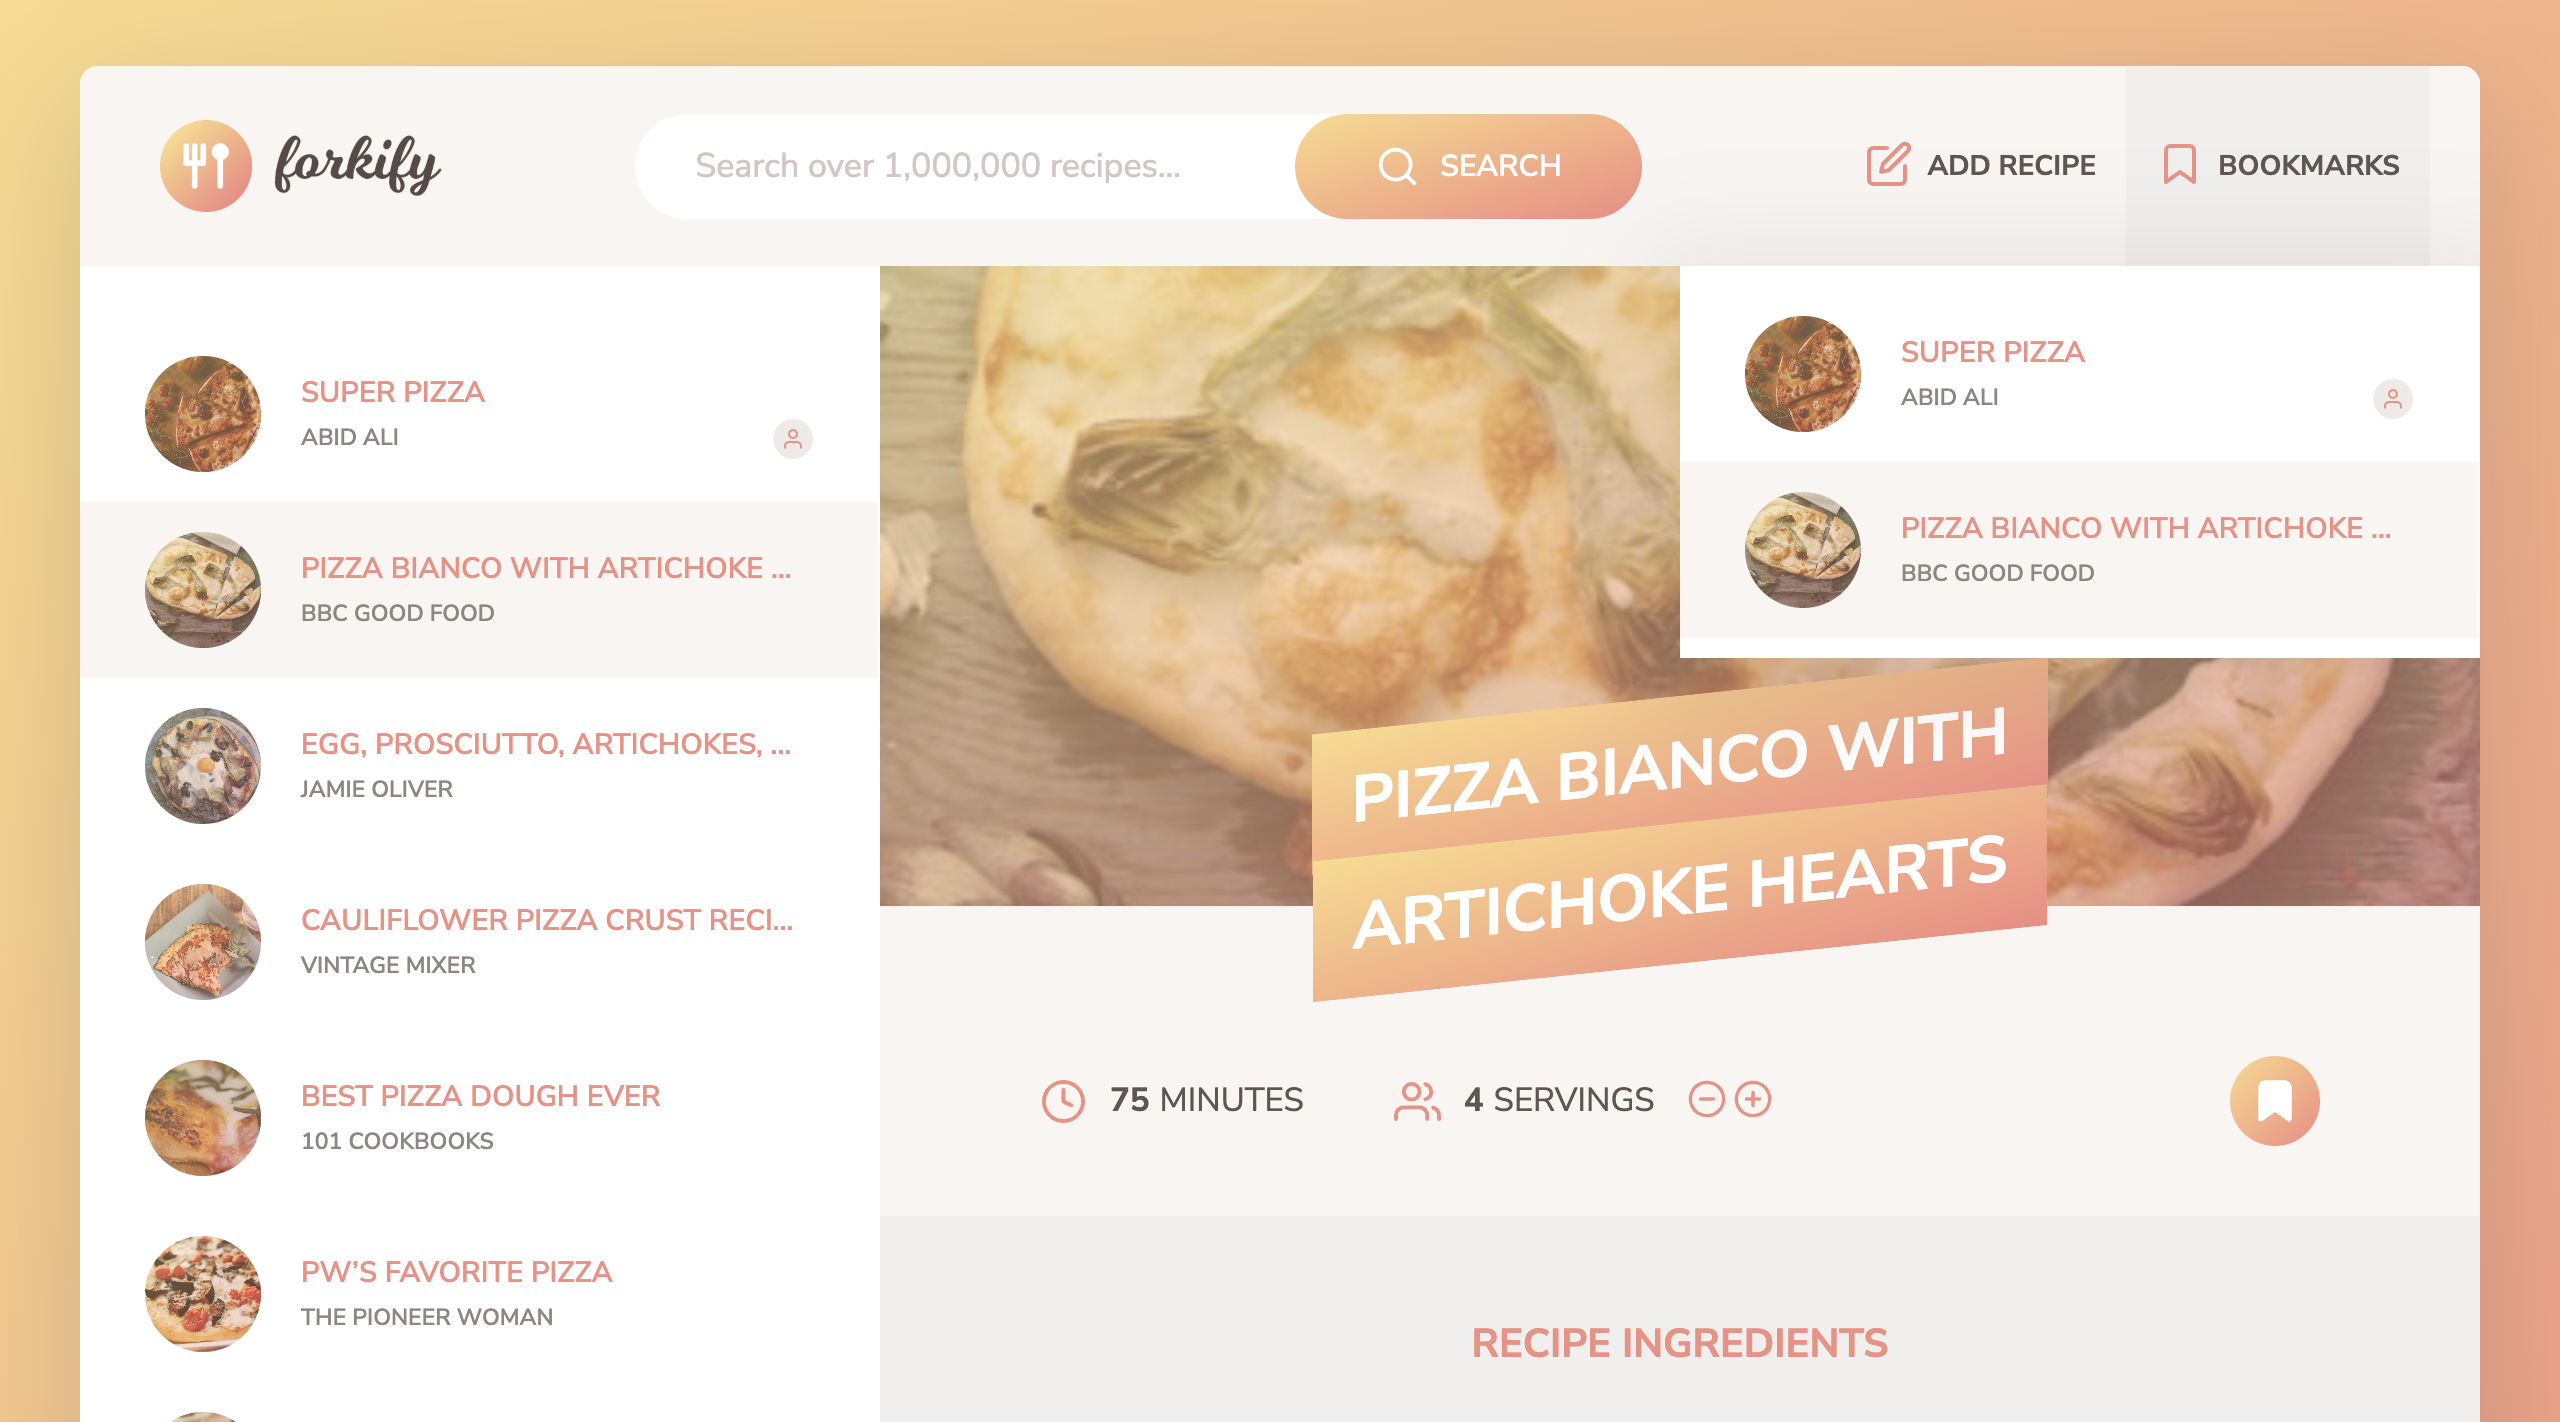 forkify
Search over 1,000,000 recipes...
SEARCH
ADD RECIPE
BOOKMARKS
SUPER PIZZA
ABID ALI
PIZZA BIANCO WITH ARTICHOKE ...
BBC GOOD FOOD
EGG, PROSCIUTTO, ARTICHOKES, ...
JAMIE OLIVER
CAULIFLOWER PIZZA CRUST RECI...
VINTAGE MIXER
BEST PIZZA DOUGH EVER
101 COOKBOOKS
PW’S FAVORITE PIZZA
THE PIONEER WOMAN
SUPER PIZZA
ABID ALI
PIZZA BIANCO WITH ARTICHOKE ...
BBC GOOD FOOD
PIZZA BIANCO WITH
ARTICHOKE HEARTS
75 MINUTES
4 SERVINGS
RECIPE INGREDIENTS